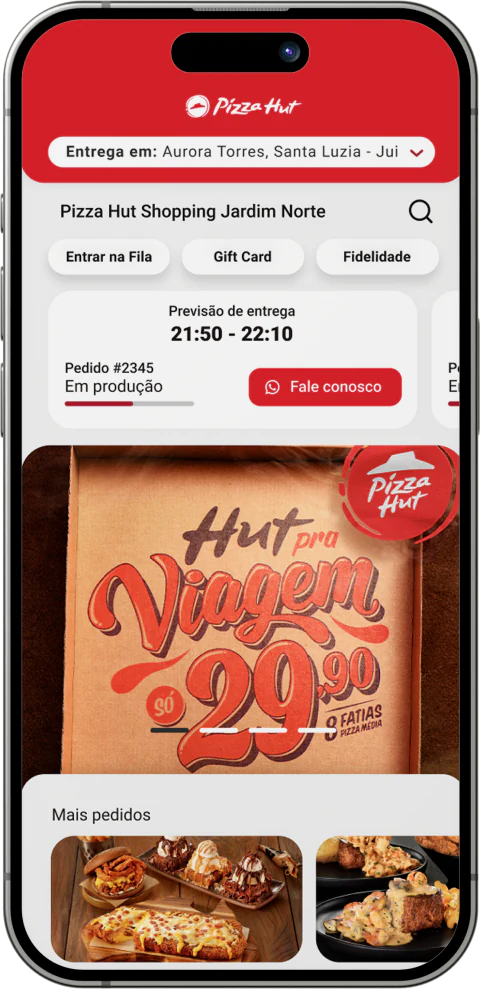 Pizza Hut
Entrega em: Aurora Torres, Santa Luzia - Jui
Pizza Hut Shopping Jardim Norte
Entrar na Fila
Gift Card
Fidelidade
Previsão de entrega
21:50 - 22:10
Pedido #2345
Em produção
Fale conosco
Pizza
Hut
Hut pra
Viagem
só
29,90
8 FATIAS
PIZZA MÉDIA
Mais pedidos